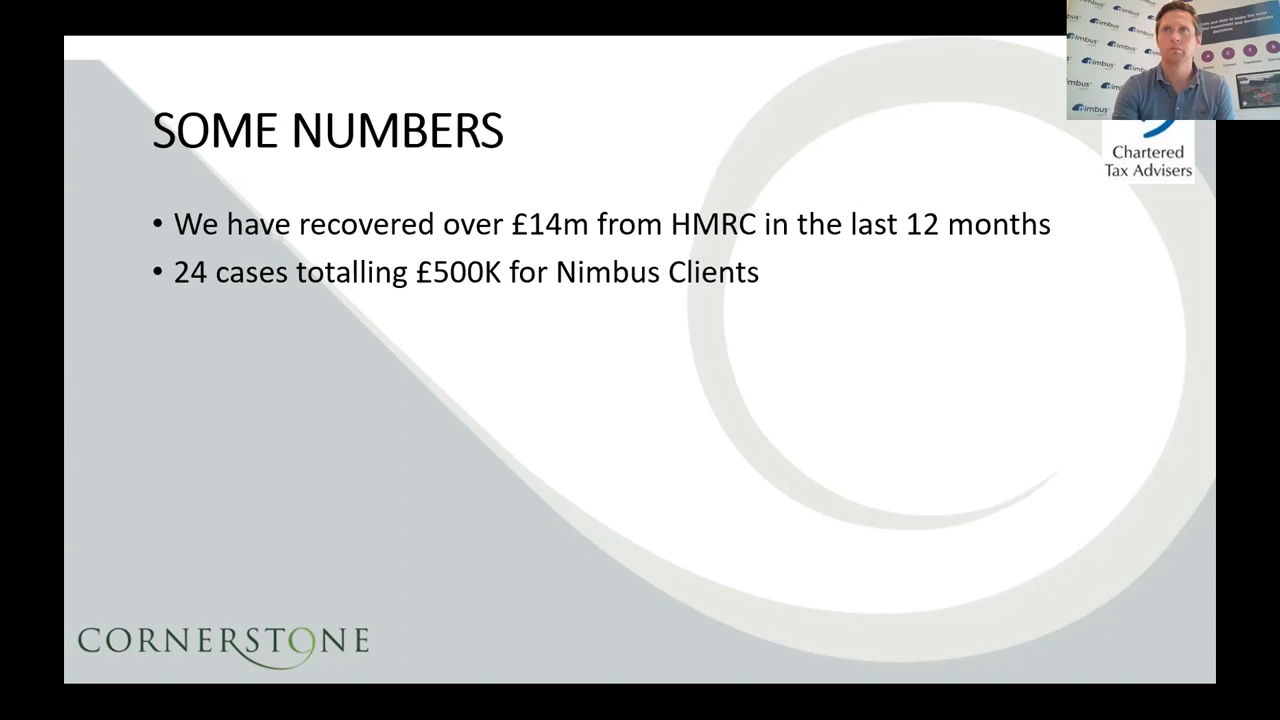 SOME NUMBERS
• We have recovered over £14m from HMRC in the last 12 months
• 24 cases totalling £500K for Nimbus Clients
Chartered
Tax Advisers
CORNERSTONE
nimbus